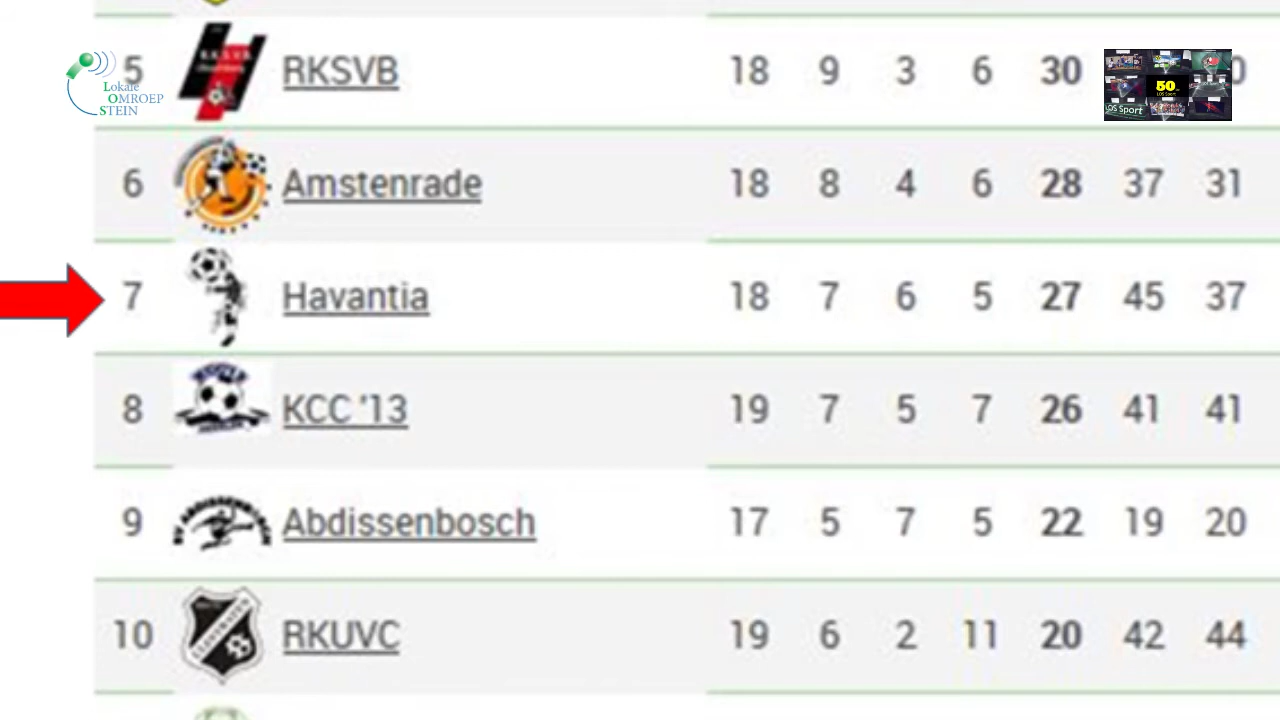 5 RKSVB 18 9 3 6 30
Lokale
OMROEP
STEIN
50
LOS Sport
LOS Sport
6 Amstenrade 18 8 4 6 28 37 31
7 Havantia 18 7 6 5 27 45 37
8 KCC '13 19 7 5 7 26 41 41
9 Abdissenbosch 17 5 7 5 22 19 20
10 RKUVC 19 6 2 11 20 42 44